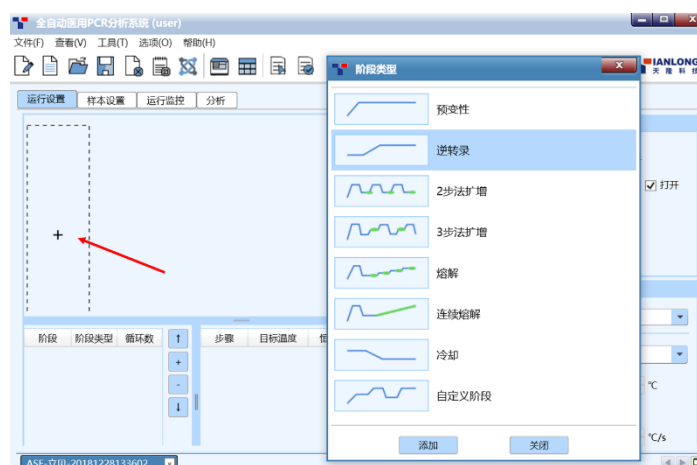 全自动医用PCR分析系统 (user)
文件(F) 查看(V) 工具(T) 选项(O) 帮助(H)
IANLONG
天隆科技
运行设置 样本设置 运行监控 分析
阶段类型
预变性
逆转录
2步法扩增
3步法扩增
熔解
连续熔解
冷却
自定义阶段
添加 关闭
打开
阶段 阶段类型 循环数
步骤 目标温度
℃
℃/s
ASE-立网-20181228133602